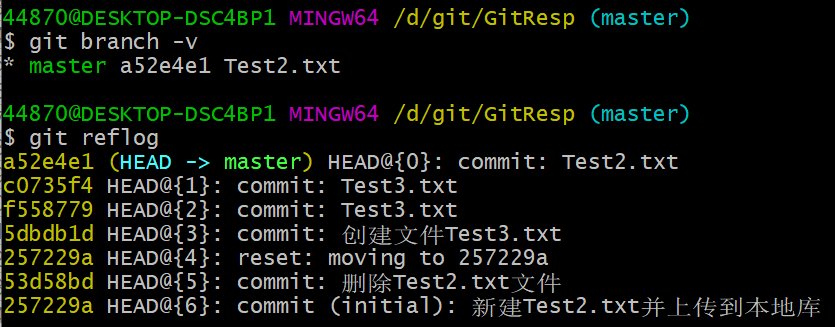 44870@DESKTOP-DSC4BP1 MINGW64 /d/git/GitResp (master)
$ git branch -v
* master a52e4e1 Test2.txt
44870@DESKTOP-DSC4BP1 MINGW64 /d/git/GitResp (master)
$ git reflog
a52e4e1 (HEAD -> master) HEAD@{0}: commit: Test2.txt
c0735f4 HEAD@{1}: commit: Test3.txt
f558779 HEAD@{2}: commit: Test3.txt
5dbdb1d HEAD@{3}: commit: 创建文件Test3.txt
257229a HEAD@{4}: reset: moving to 257229a
53d58bd HEAD@{5}: commit: 删除Test2.txt文件
257229a HEAD@{6}: commit (initial): 新建Test2.txt并上传到本地库